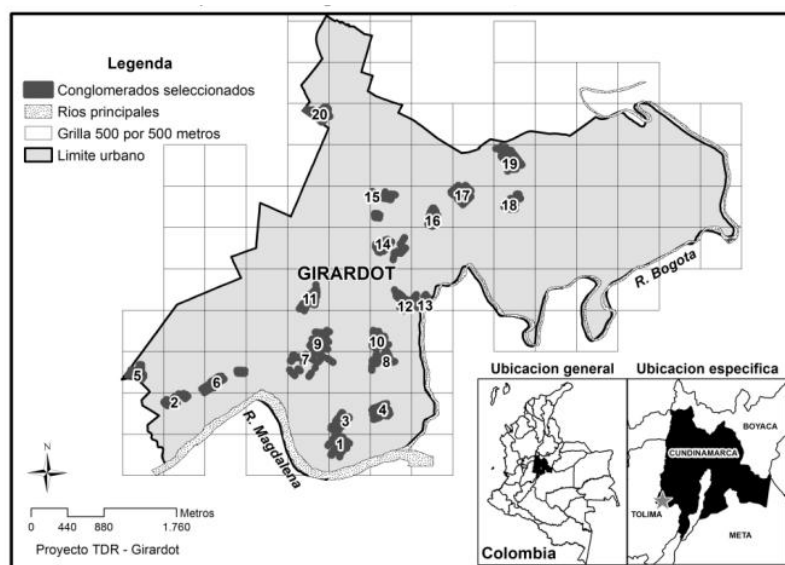 Legenda
Conglomerados seleccionados
Rios principales
Grilla 500 por 500 metros
Limite urbano
20
19
15
17
18
16
14
GIRARDOT
R. Bogota
11
12
13
9
10
7
8
5
6
2
4
3
1
R. Magdalena
N
Metros
0 440 880 1.760
Proyecto TDR - Girardot
Ubicacion general
Colombia
Ubicacion especifica
BOYACA
CUNDINAMARCA
TOLIMA
META